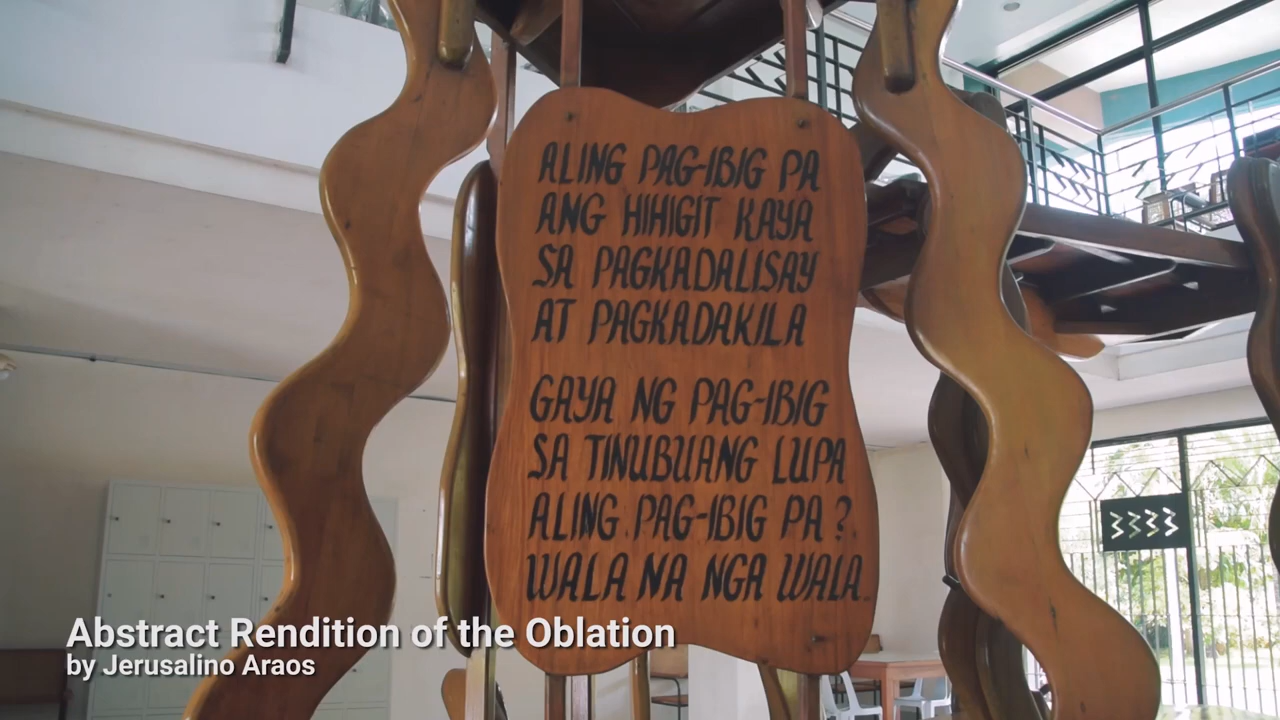 ALING PAG-IBIG PA
ANG HIHIGIT KAYA
SA PAGKADALISAY
AT PAGKADAKILA
GAYA NG PAG-IBIG
SA TINUBUANG LUPA
ALING PAG-IBIG PA?
WALA NA NGA WALA.
Abstract Rendition of the Oblation
by Jerusalino Araos